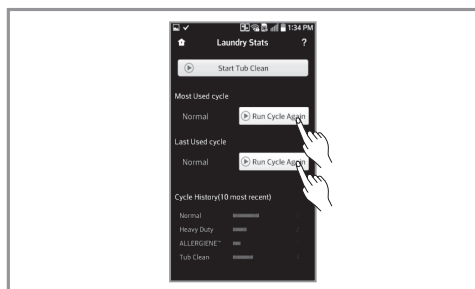 1:34 PM
Laundry Stats ?
Start Tub Clean
Most Used cycle
Normal Run Cycle Again
Last Used cycle
Normal Run Cycle Again
Cycle History(10 most recent)
Normal
Heavy Duty
ALLERGIENE™
Tub Clean